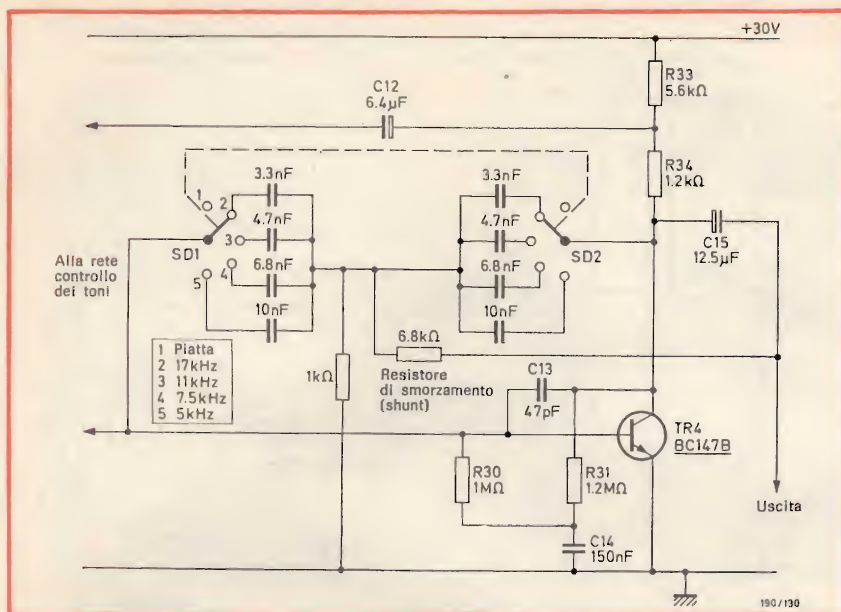 +30V
R33
5.6kΩ
C12
6.4µF
R34
1.2kΩ
3.3nF
3.3nF
1
2
4.7nF
4.7nF
3
SD1
SD2
C15
12.5µF
Alla rete
controllo
dei toni
6.8nF
6.8nF
4
5
10nF
10nF
6.8kΩ
1 Piatta
2 17kHz
3 11kHz
4 7.5kHz
5 5kHz
1kΩ
Resistore
di smorzamento
(shunt)
C13
47pF
TR4
BC147B
R30
1MΩ
R31
1.2MΩ
Uscita
C14
150nF
190/130